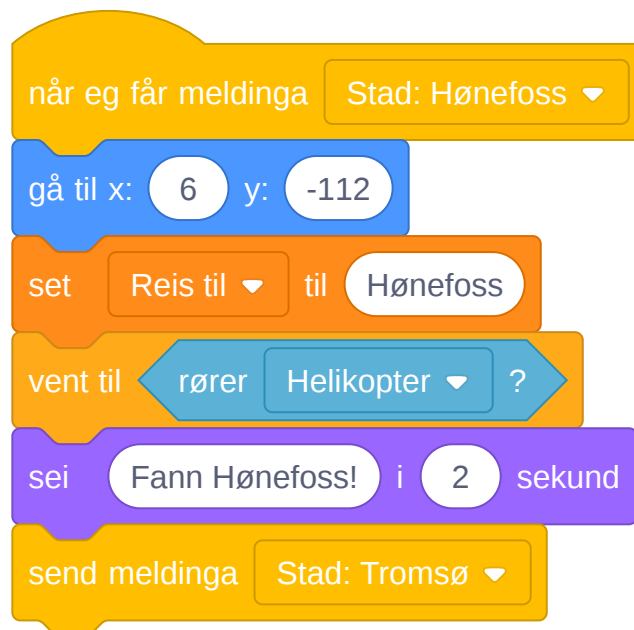 når eg får meldinga Stad: Hønefoss
gå til x: 6 y: -112
set Reis til til Hønefoss
vent til rører Helikopter ?
sei Fann Hønefoss! i 2 sekund
send meldinga Stad: Tromsø